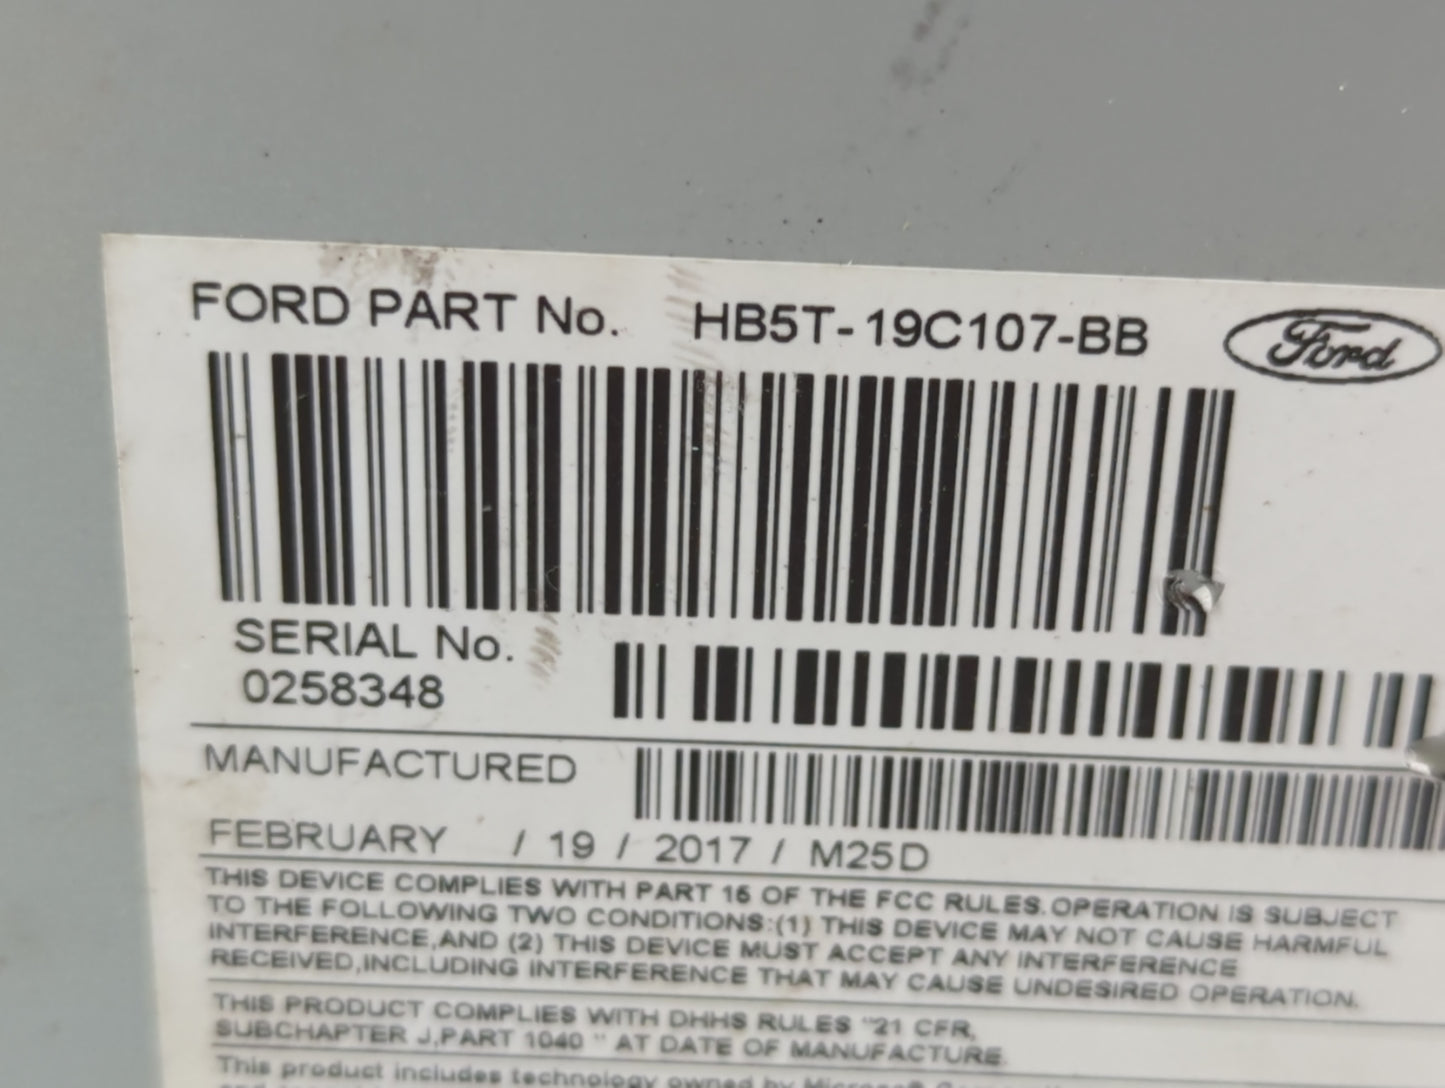 FORD PART No. HB5T-19C107-BB Ford
SERIAL No.
0258348
MANUFACTURED
FEBRUARY / 19 / 2017 / M25D
THIS DEVICE COMPLIES WITH PART 15 OF THE FCC RULES.OPERATION IS SUBJECT
TO THE FOLLOWING TWO CONDITIONS:(1) THIS DEVICE MAY NOT CAUSE HARMFUL
INTERFERENCE,AND (2) THIS DEVICE MUST ACCEPT ANY INTERFERENCE
RECEIVED,INCLUDING INTERFERENCE THAT MAY CAUSE UNDESIRED OPERATION.
THIS PRODUCT COMPLIES WITH DHHS RULES "21 CFR,
SUBCHAPTER J,PART 1040 " AT DATE OF MANUFACTURE.
This product includes technology owned by